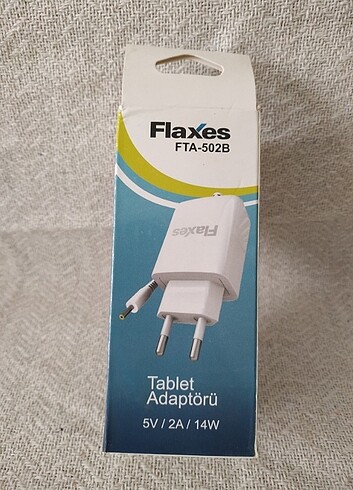 Flaxes
FTA-502B
Flaxes
Tablet
Adaptörü
5V / 2A / 14W